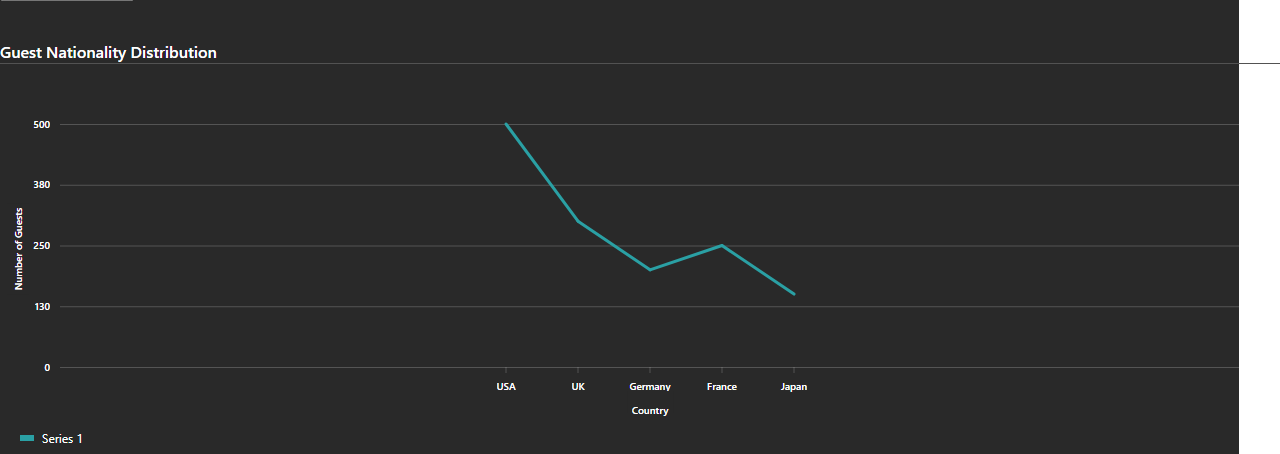 Guest Nationality Distribution
500
380
250
130
0
Number of Guests
USA UK Germany France Japan
Country
Series 1